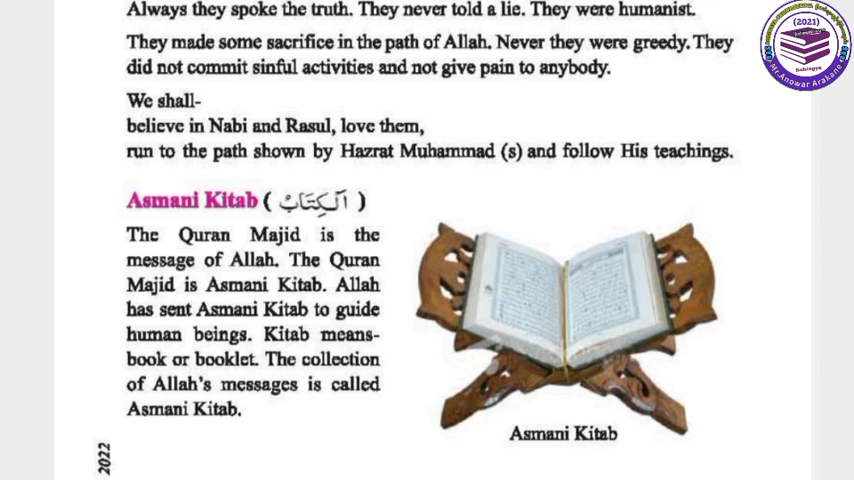 Always they spoke the truth. They never told a lie. They were humanist.
They made some sacrifice in the path of Allah. Never they were greedy. They
did not commit sinful activities and not give pain to anybody.
We shall-
believe in Nabi and Rasul, love them,
run to the path shown by Hazrat Muhammad (s) and follow His teachings.
Asmani Kitab ( اَلْكِتَابُ )
The Quran Majid is the
message of Allah. The Quran
Majid is Asmani Kitab. Allah
has sent Asmani Kitab to guide
human beings. Kitab means-
book or booklet. The collection
of Allah's messages is called
Asmani Kitab.
Asmani Kitab
2022
(2021)
Mr.Anowar Arakane